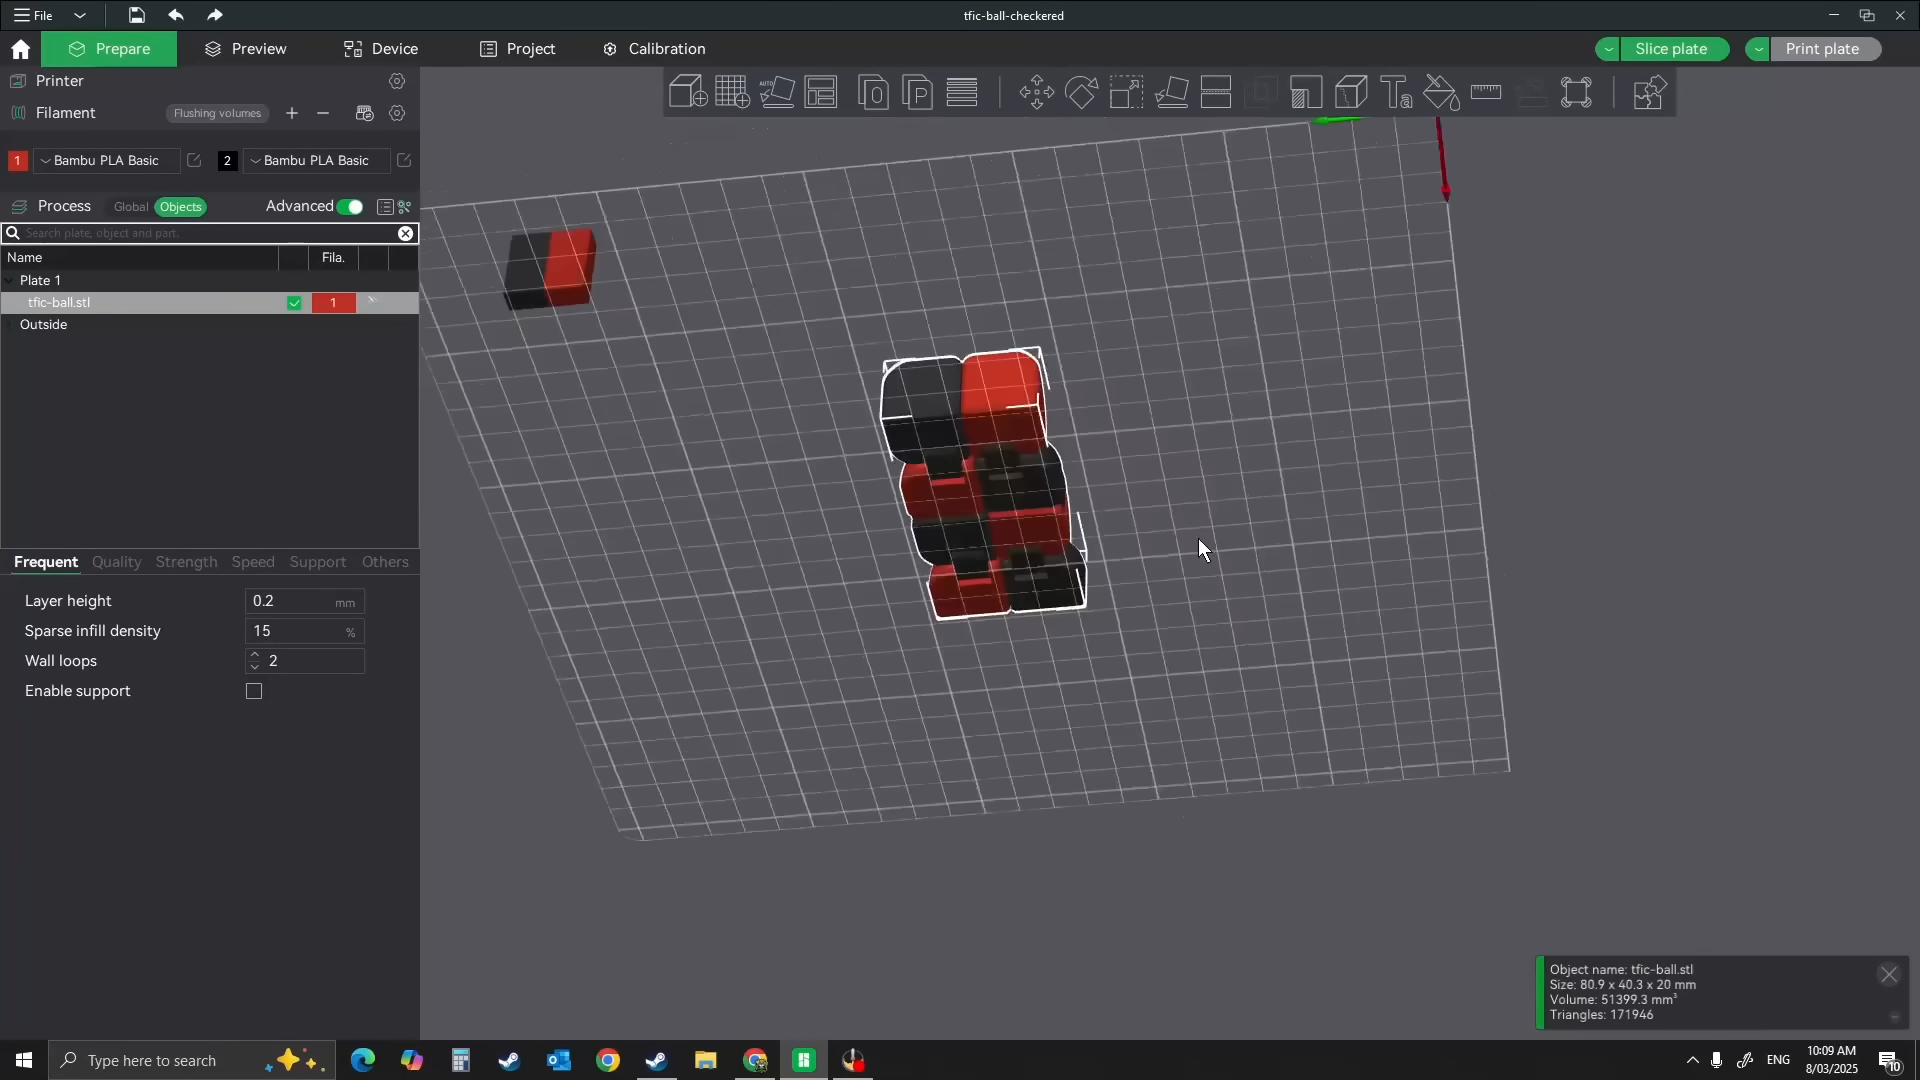 File
tfic-ball-checkered
Prepare
Preview
Device
Project
Calibration
Slice plate
Print plate
Printer
Filament
Flushing volumes
1
Bambu PLA Basic
2
Bambu PLA Basic
Process
Global
Objects
Advanced
Search plate, object and part.
Name
Fila.
Plate 1
tfic-ball.stl
1
Outside
Frequent
Quality
Strength
Speed
Support
Others
Layer height
0.2
mm
Sparse infill density
15
%
Wall loops
2
Enable support
AUTO
Ta
Object name: tfic-ball.stl
Size: 80.9 x 40.3 x 20 mm
Volume: 51399.3 mm³
Triangles: 171946
Type here to search
ENG
10:09 AM
8/03/2025
10